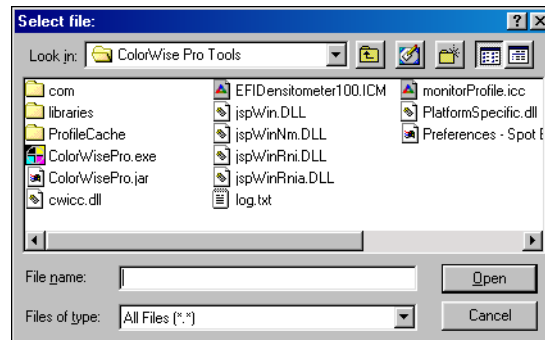 Select file:
Look in: ColorWise Pro Tools
com
libraries
ProfileCache
ColorWisePro.exe
ColorWisePro.jar
cwicc.dll
EFIDensitometer100.ICM
jspWin.DLL
jspWinNm.DLL
jspWinRni.DLL
jspWinRnia.DLL
log.txt
monitorProfile.icc
PlatformSpecific.dll
Preferences - Spot
File name:
Open
Files of type: All Files (*.*)
Cancel